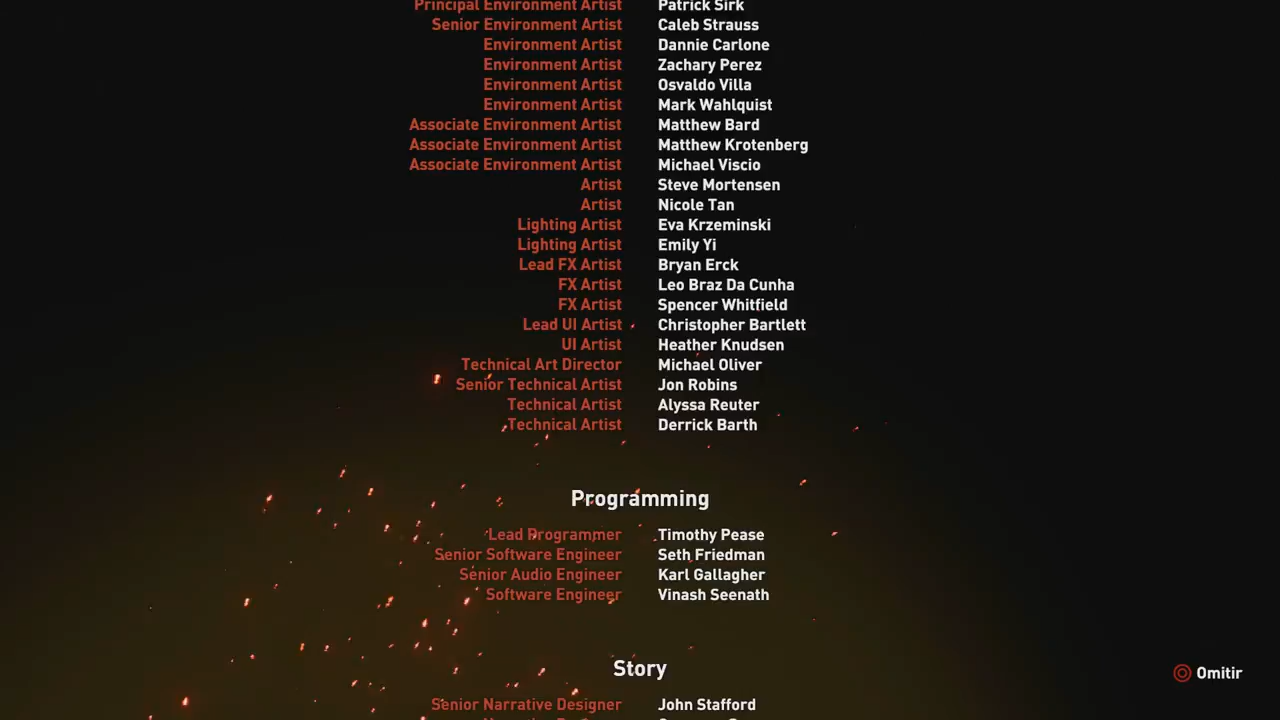 Principal Environment Artist Patrick Sirk
Senior Environment Artist Caleb Strauss
Environment Artist Dannie Carlone
Environment Artist Zachary Perez
Environment Artist Osvaldo Villa
Environment Artist Mark Wahlquist
Associate Environment Artist Matthew Bard
Associate Environment Artist Matthew Krotenberg
Associate Environment Artist Michael Viscio
Artist Steve Mortensen
Artist Nicole Tan
Lighting Artist Eva Krzeminski
Lighting Artist Emily Yi
Lead FX Artist Bryan Erck
FX Artist Leo Braz Da Cunha
FX Artist Spencer Whitfield
Lead UI Artist Christopher Bartlett
UI Artist Heather Knudsen
Technical Art Director Michael Oliver
Senior Technical Artist Jon Robins
Technical Artist Alyssa Reuter
Technical Artist Derrick Barth
Programming
Lead Programmer Timothy Pease
Senior Software Engineer Seth Friedman
Senior Audio Engineer Karl Gallagher
Software Engineer Vinash Seenath
Story
Omitir
Senior Narrative Designer John Stafford